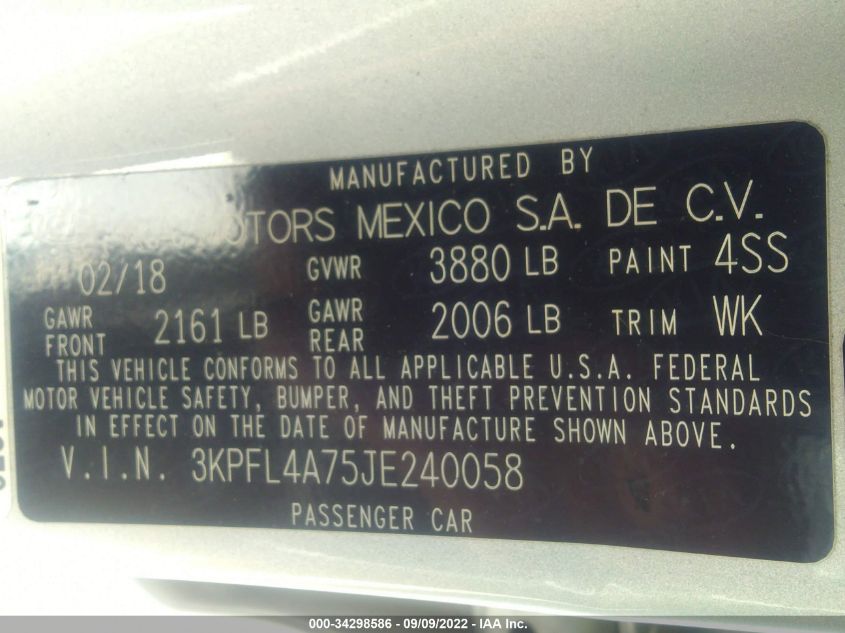 MANUFACTURED BY
MOTORS MEXICO S.A. DE C.V.
02/18 GVWR 3880 LB PAINT 4SS
GAWR FRONT 2161 LB GAWR REAR 2006 LB TRIM WK
THIS VEHICLE CONFORMS TO ALL APPLICABLE U.S.A. FEDERAL
MOTOR VEHICLE SAFETY, BUMPER, AND THEFT PREVENTION STANDARDS
IN EFFECT ON THE DATE OF MANUFACTURE SHOWN ABOVE.
V.I.N. 3KPFL4A75JE240058
PASSENGER CAR
000-34298586 - 09/09/2022 - IAA Inc.